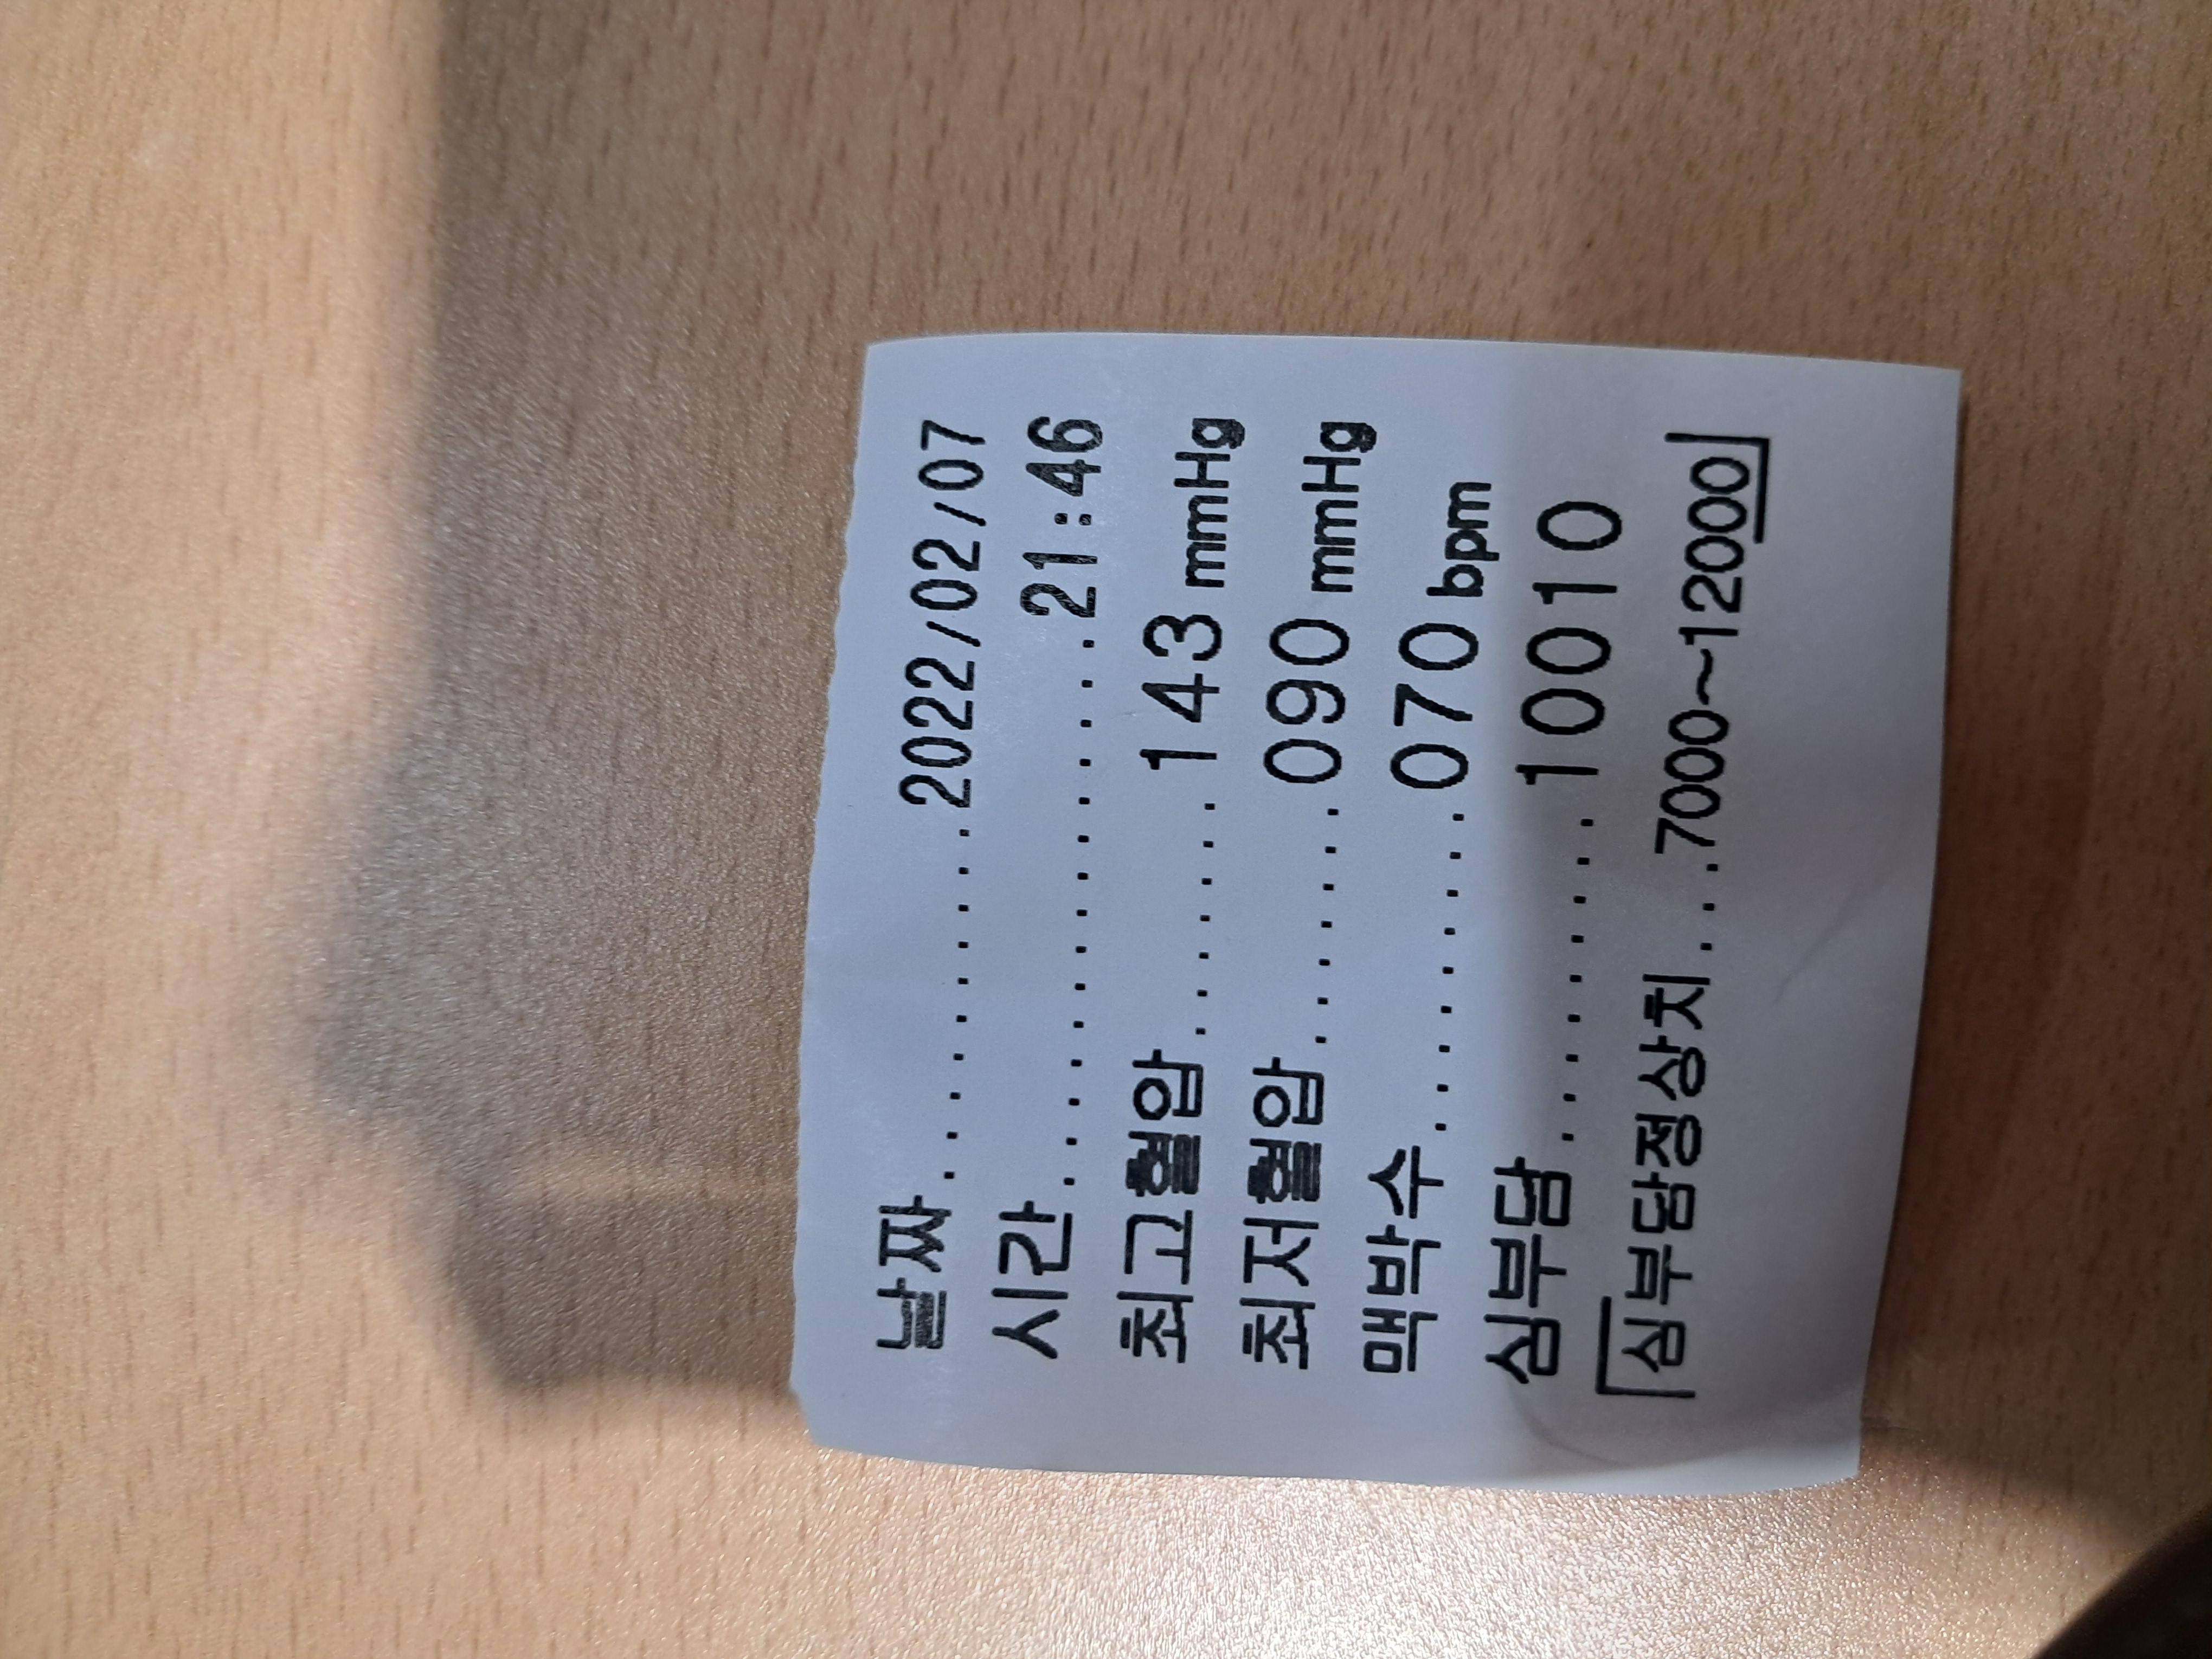 날짜..............2022/02/07
시간....................21:46
최고혈압........143 mmHg
최저혈압........090 mmHg
맥박수............070 bpm
심부담............10010
「심부담정상치....7000~12000」